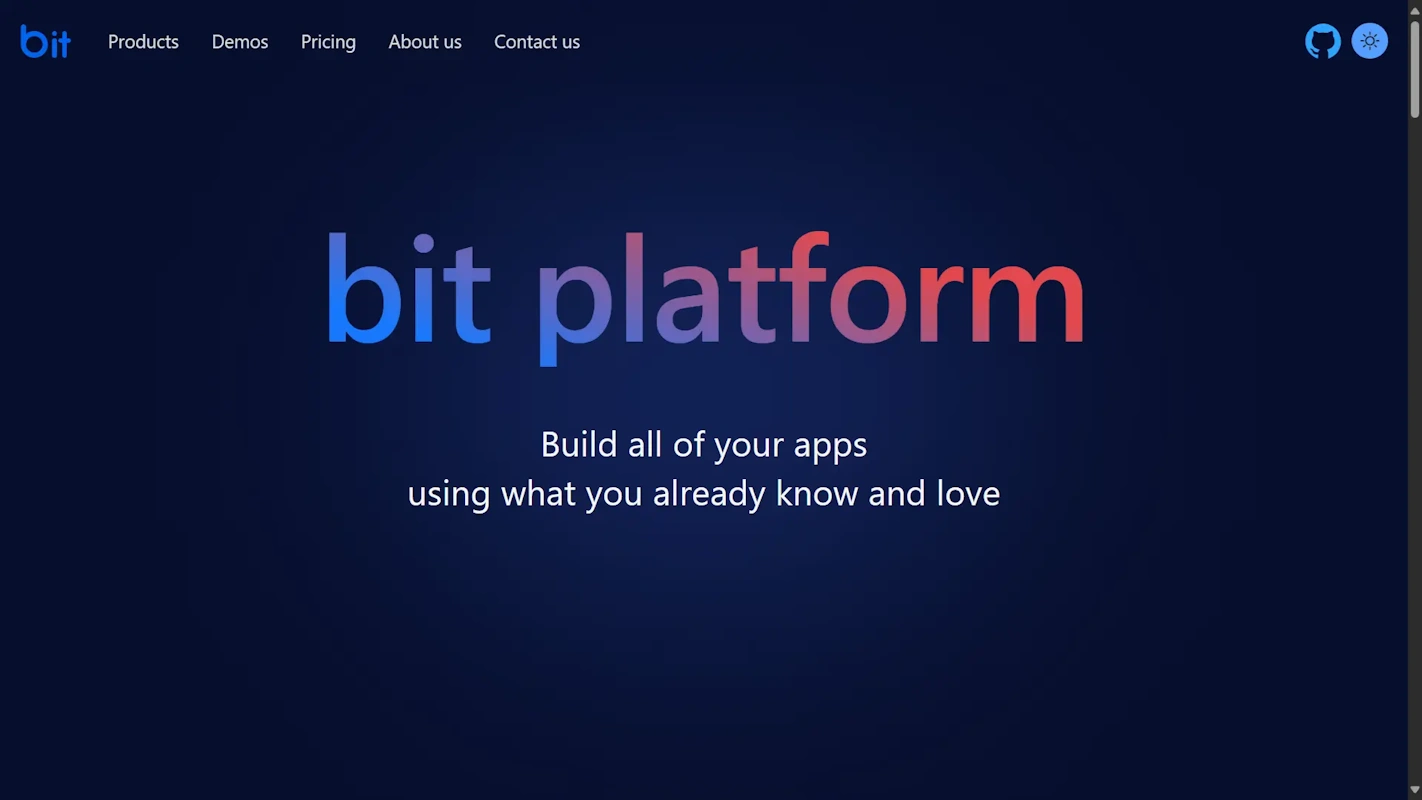 bit
Products
Demos
Pricing
About us
Contact us
bit platform
Build all of your apps
using what you already know and love